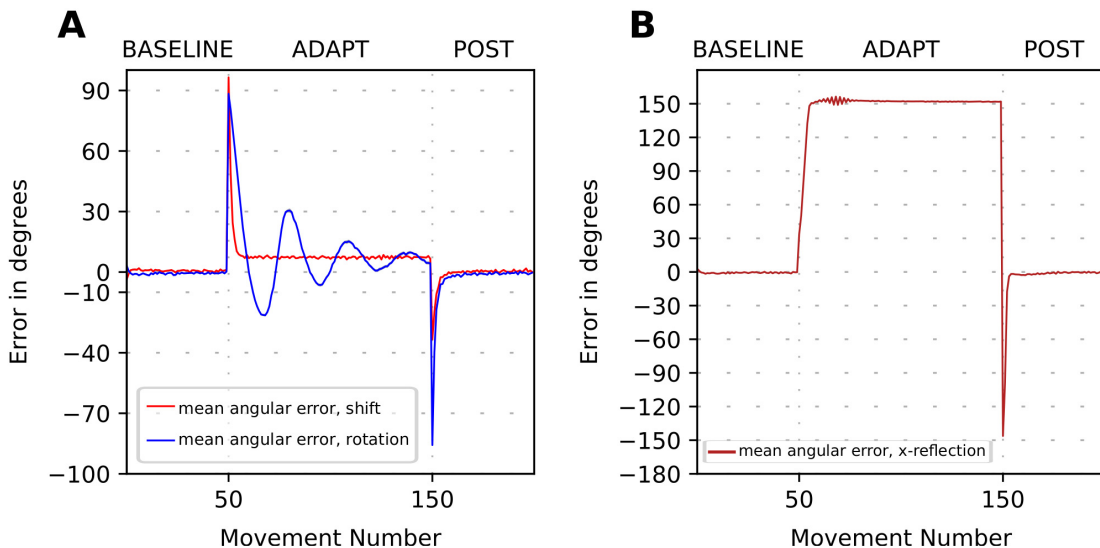 A
BASELINE ADAPT POST
Error in degrees
90
60
30
0
−10
−40
−70
−100
mean angular error, shift
mean angular error, rotation
50 150
Movement Number
B
BASELINE ADAPT POST
Error in degrees
150
120
90
60
30
0
−30
−60
−90
−120
−150
−180
mean angular error, x-reflection
50 150
Movement Number